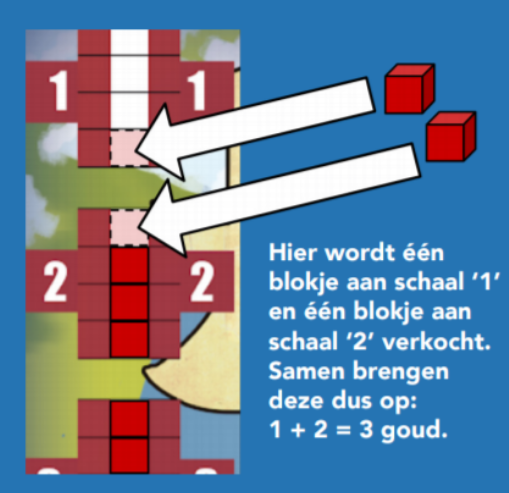 1 1
2 2
Hier wordt één
blokje aan schaal ‘1’
en één blokje aan
schaal ‘2’ verkocht.
Samen brengen
deze dus op:
1 + 2 = 3 goud.